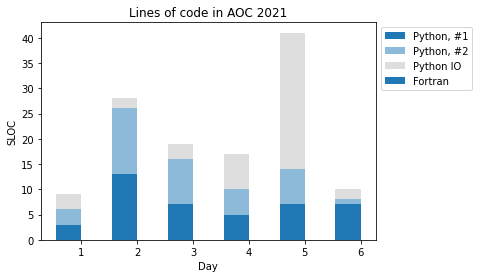 Lines of code in AOC 2021
40
35
30
25
20
15
10
5
0
SLOC
1 2 3 4 5 6
Day
Python, #1
Python, #2
Python IO
Fortran